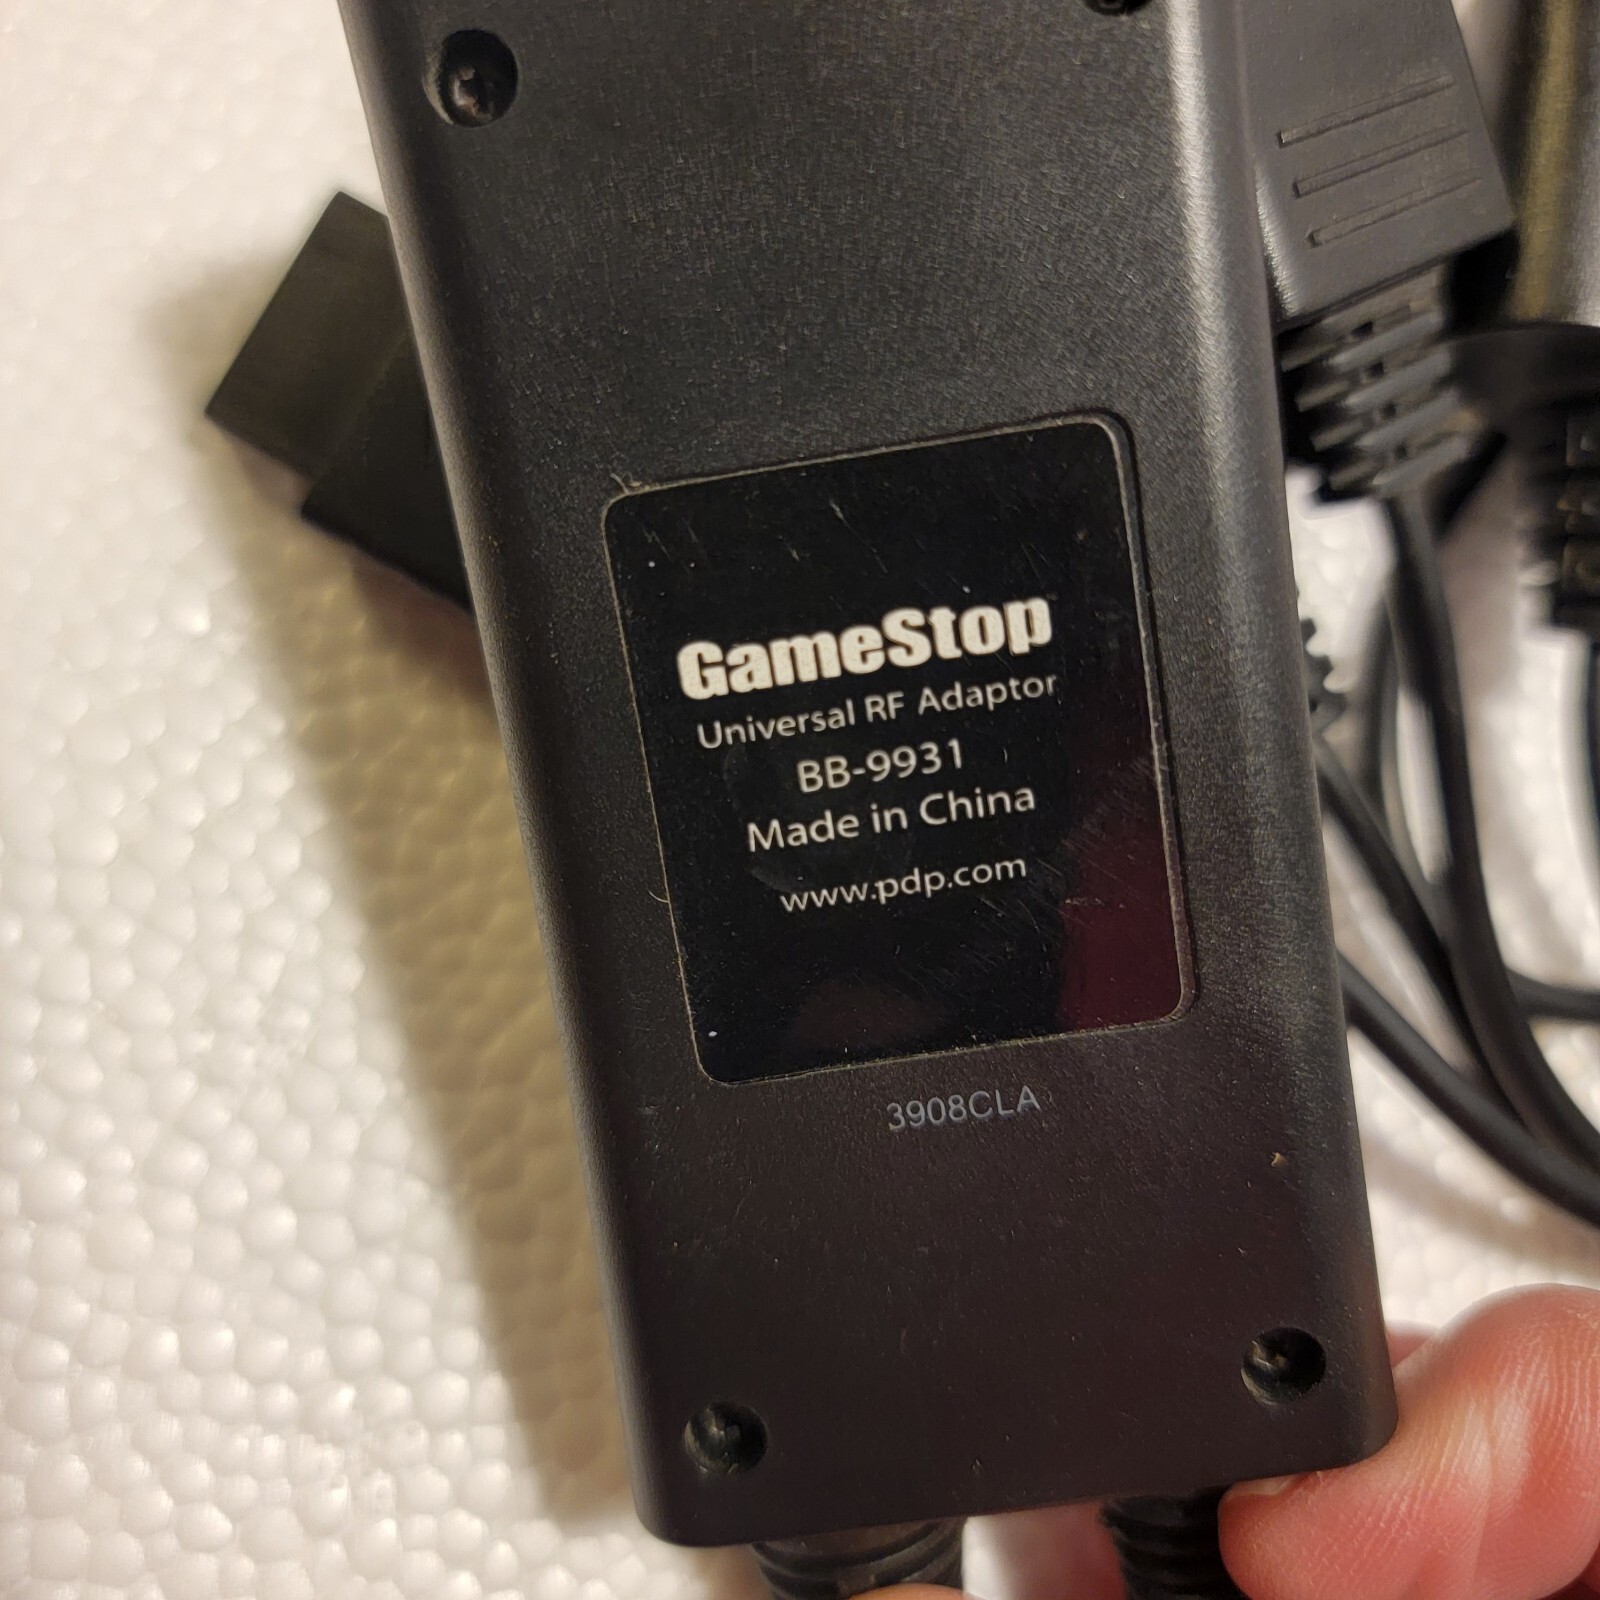 GameStop
Universal RF Adaptor
BB-9931
Made in China
www.pdp.com
3908CLA